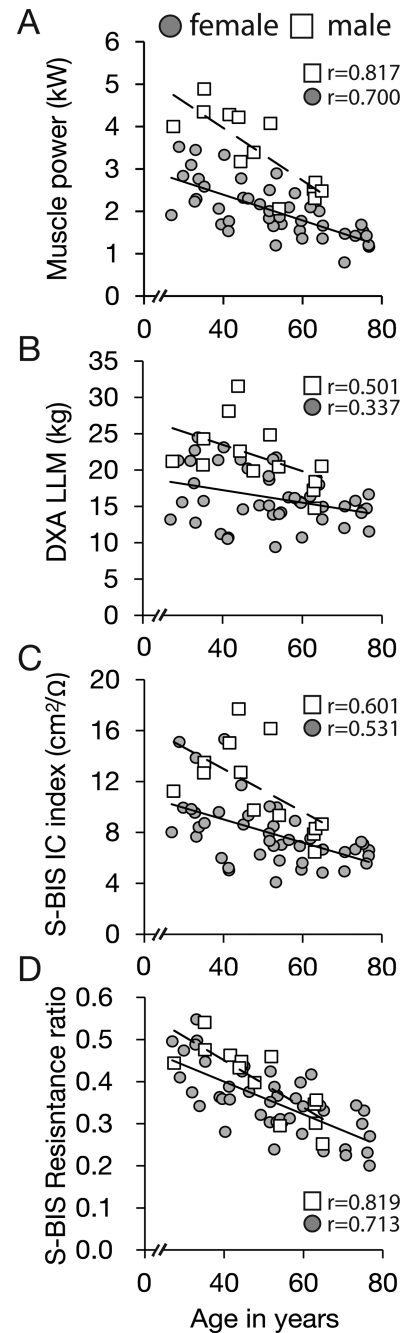 A
female male
6
5
4
3
2
1
0
Muscle power (kW)
r=0.817
r=0.700
0 40 60 80
B
35
30
25
20
15
10
5
0
DXA LLM (kg)
r=0.501
r=0.337
0 40 60 80
C
20
16
12
8
4
0
S-BIS IC index (cm²/Ω)
r=0.601
r=0.531
0 40 60 80
D
0.6
0.5
0.4
0.3
0.2
0.1
0.0
S-BIS Resisntance ratio
r=0.819
r=0.713
0 40 60 80
Age in years